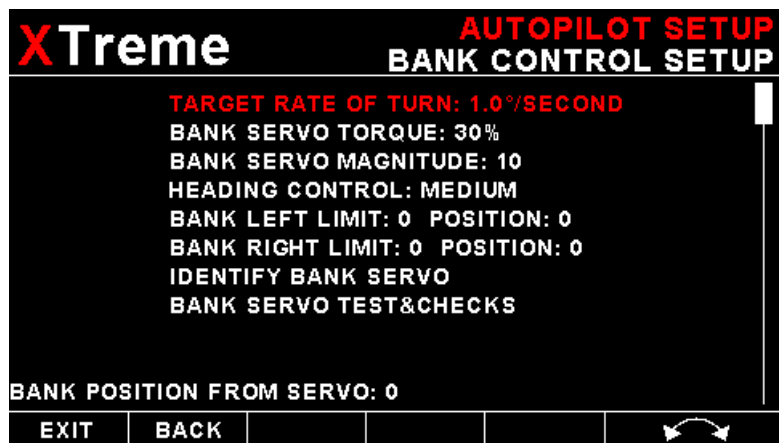 XTreme
AUTOPILOT SETUP
BANK CONTROL SETUP
TARGET RATE OF TURN: 1.0°/SECOND
BANK SERVO TORQUE: 30%
BANK SERVO MAGNITUDE: 10
HEADING CONTROL: MEDIUM
BANK LEFT LIMIT: 0 POSITION: 0
BANK RIGHT LIMIT: 0 POSITION: 0
IDENTIFY BANK SERVO
BANK SERVO TEST&CHECKS
BANK POSITION FROM SERVO: 0
EXIT BACK